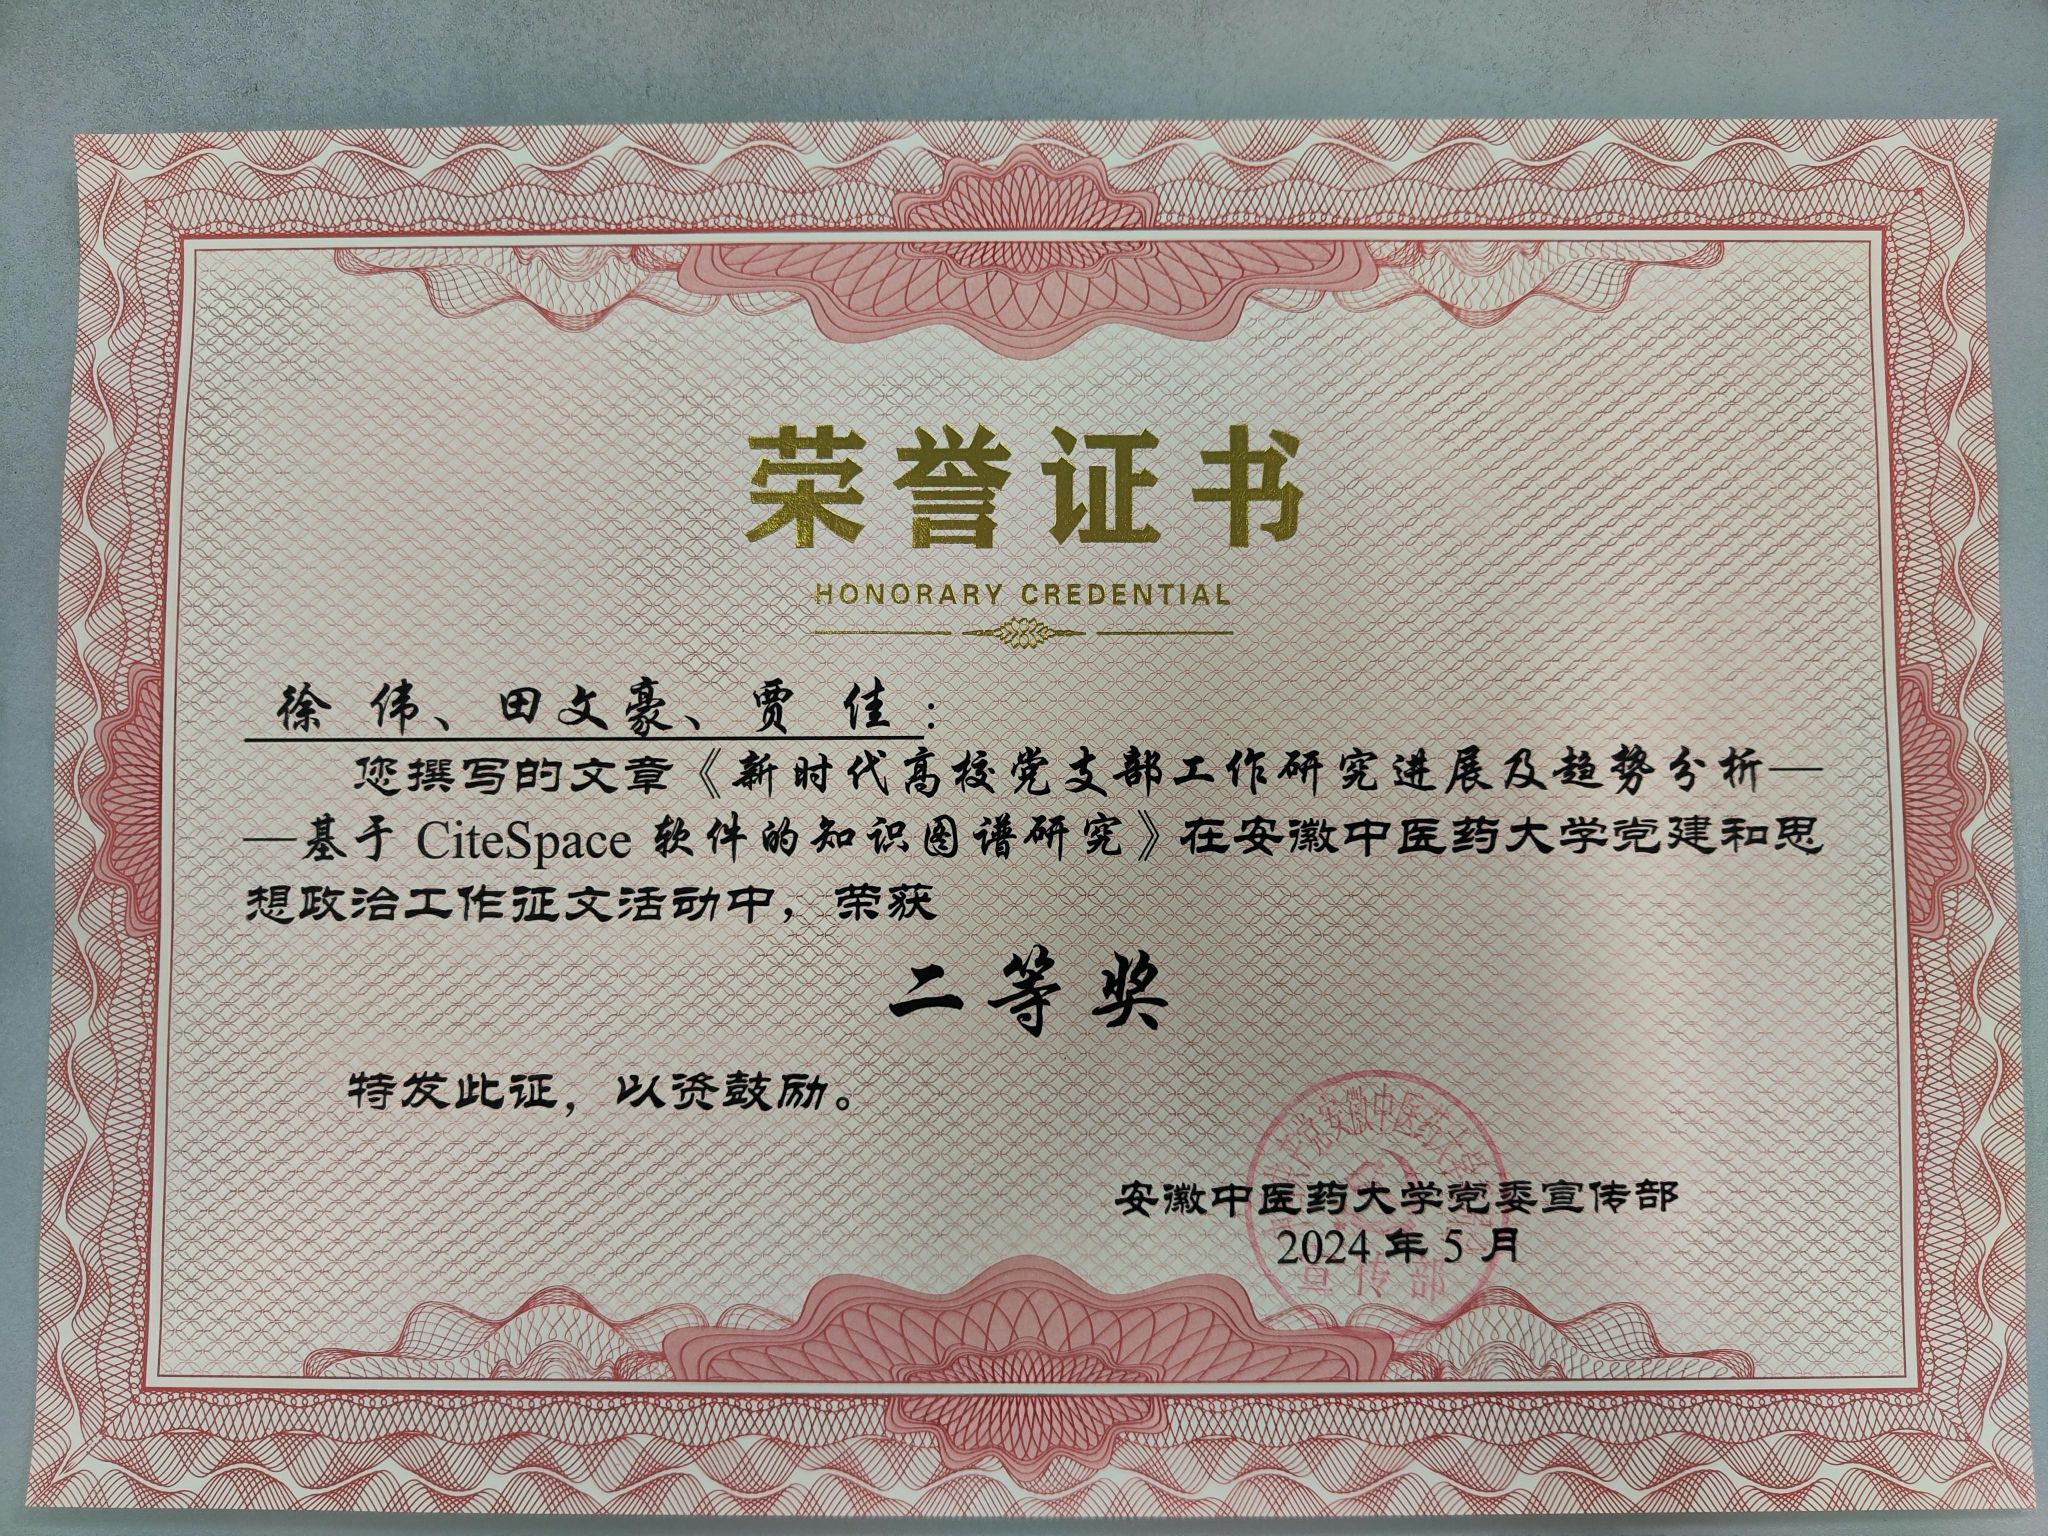 荣誉证书
HONORARY CREDENTIAL
徐 伟、田文豪、贾 佳：
您撰写的文章《新时代高校党支部工作研究进展及趋势分析—
—基于 CiteSpace 软件的知识图谱研究》在安徽中医药大学党建和思
想政治工作征文活动中，荣获
二等奖
特发此证，以资鼓励。
安徽中医药大学党委宣传部
2024 年 5 月
宣传部